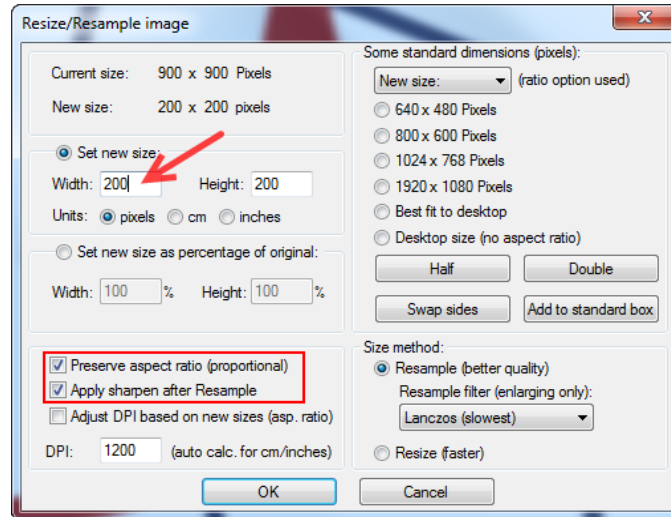 Resize/Resample image
Current size: 900 x 900 Pixels
New size: 200 x 200 pixels
Set new size:
Width: 200 Height: 200
Units: pixels cm inches
Set new size as percentage of original:
Width: 100 % Height: 100 %
Preserve aspect ratio (proportional)
Apply sharpen after Resample
Adjust DPI based on new sizes (asp. ratio)
DPI: 1200 (auto calc. for cm/inches)
Some standard dimensions (pixels):
New size: (ratio option used)
640 x 480 Pixels
800 x 600 Pixels
1024 x 768 Pixels
1920 x 1080 Pixels
Best fit to desktop
Desktop size (no aspect ratio)
Half Double
Swap sides Add to standard box
Size method:
Resample (better quality)
Resample filter (enlarging only):
Lanczos (slowest)
Resize (faster)
OK Cancel